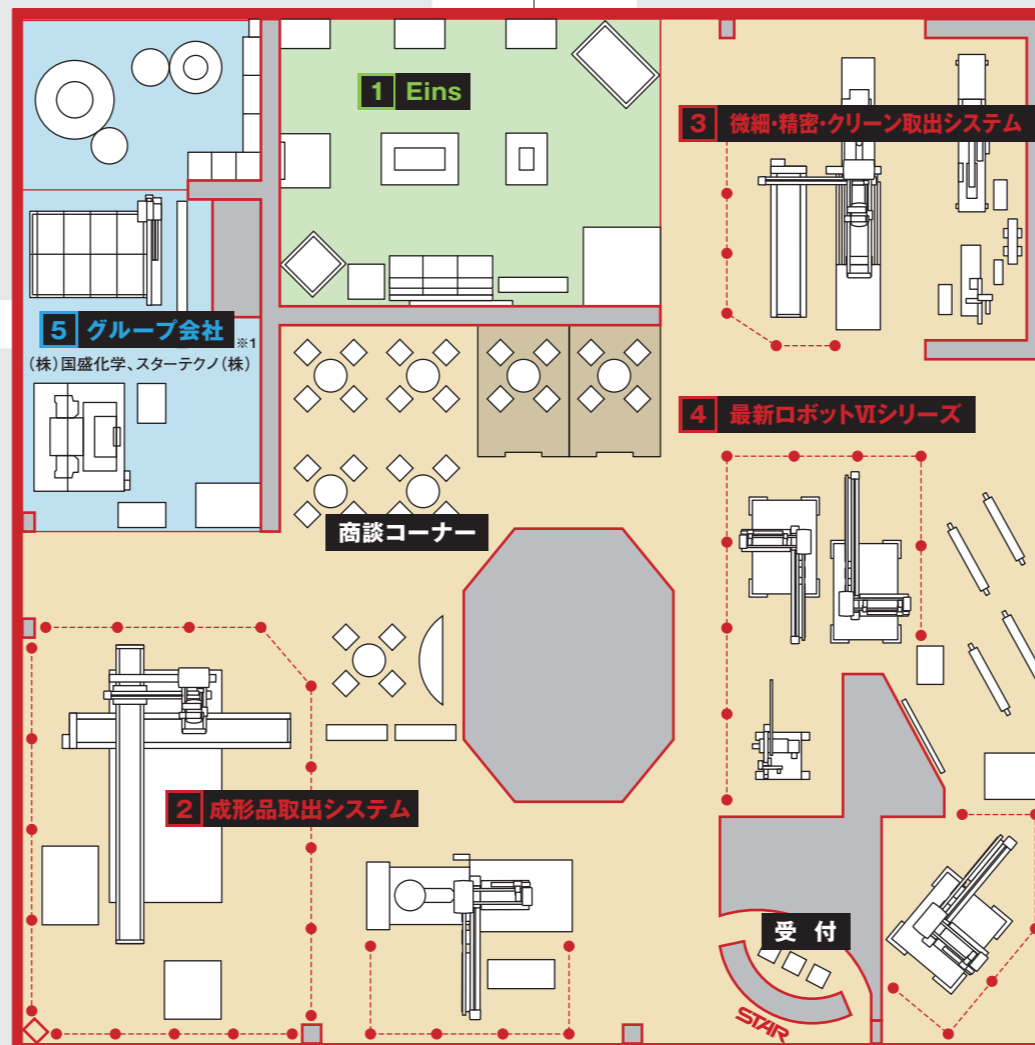 1 Eins
3 微細・精密・クリーン取出システム
5 グループ会社 ※1
(株)国盛化学、スターテクノ(株)
4 最新ロボットⅥシリーズ
商談コーナー
2 成形品取出システム
受付
STAR